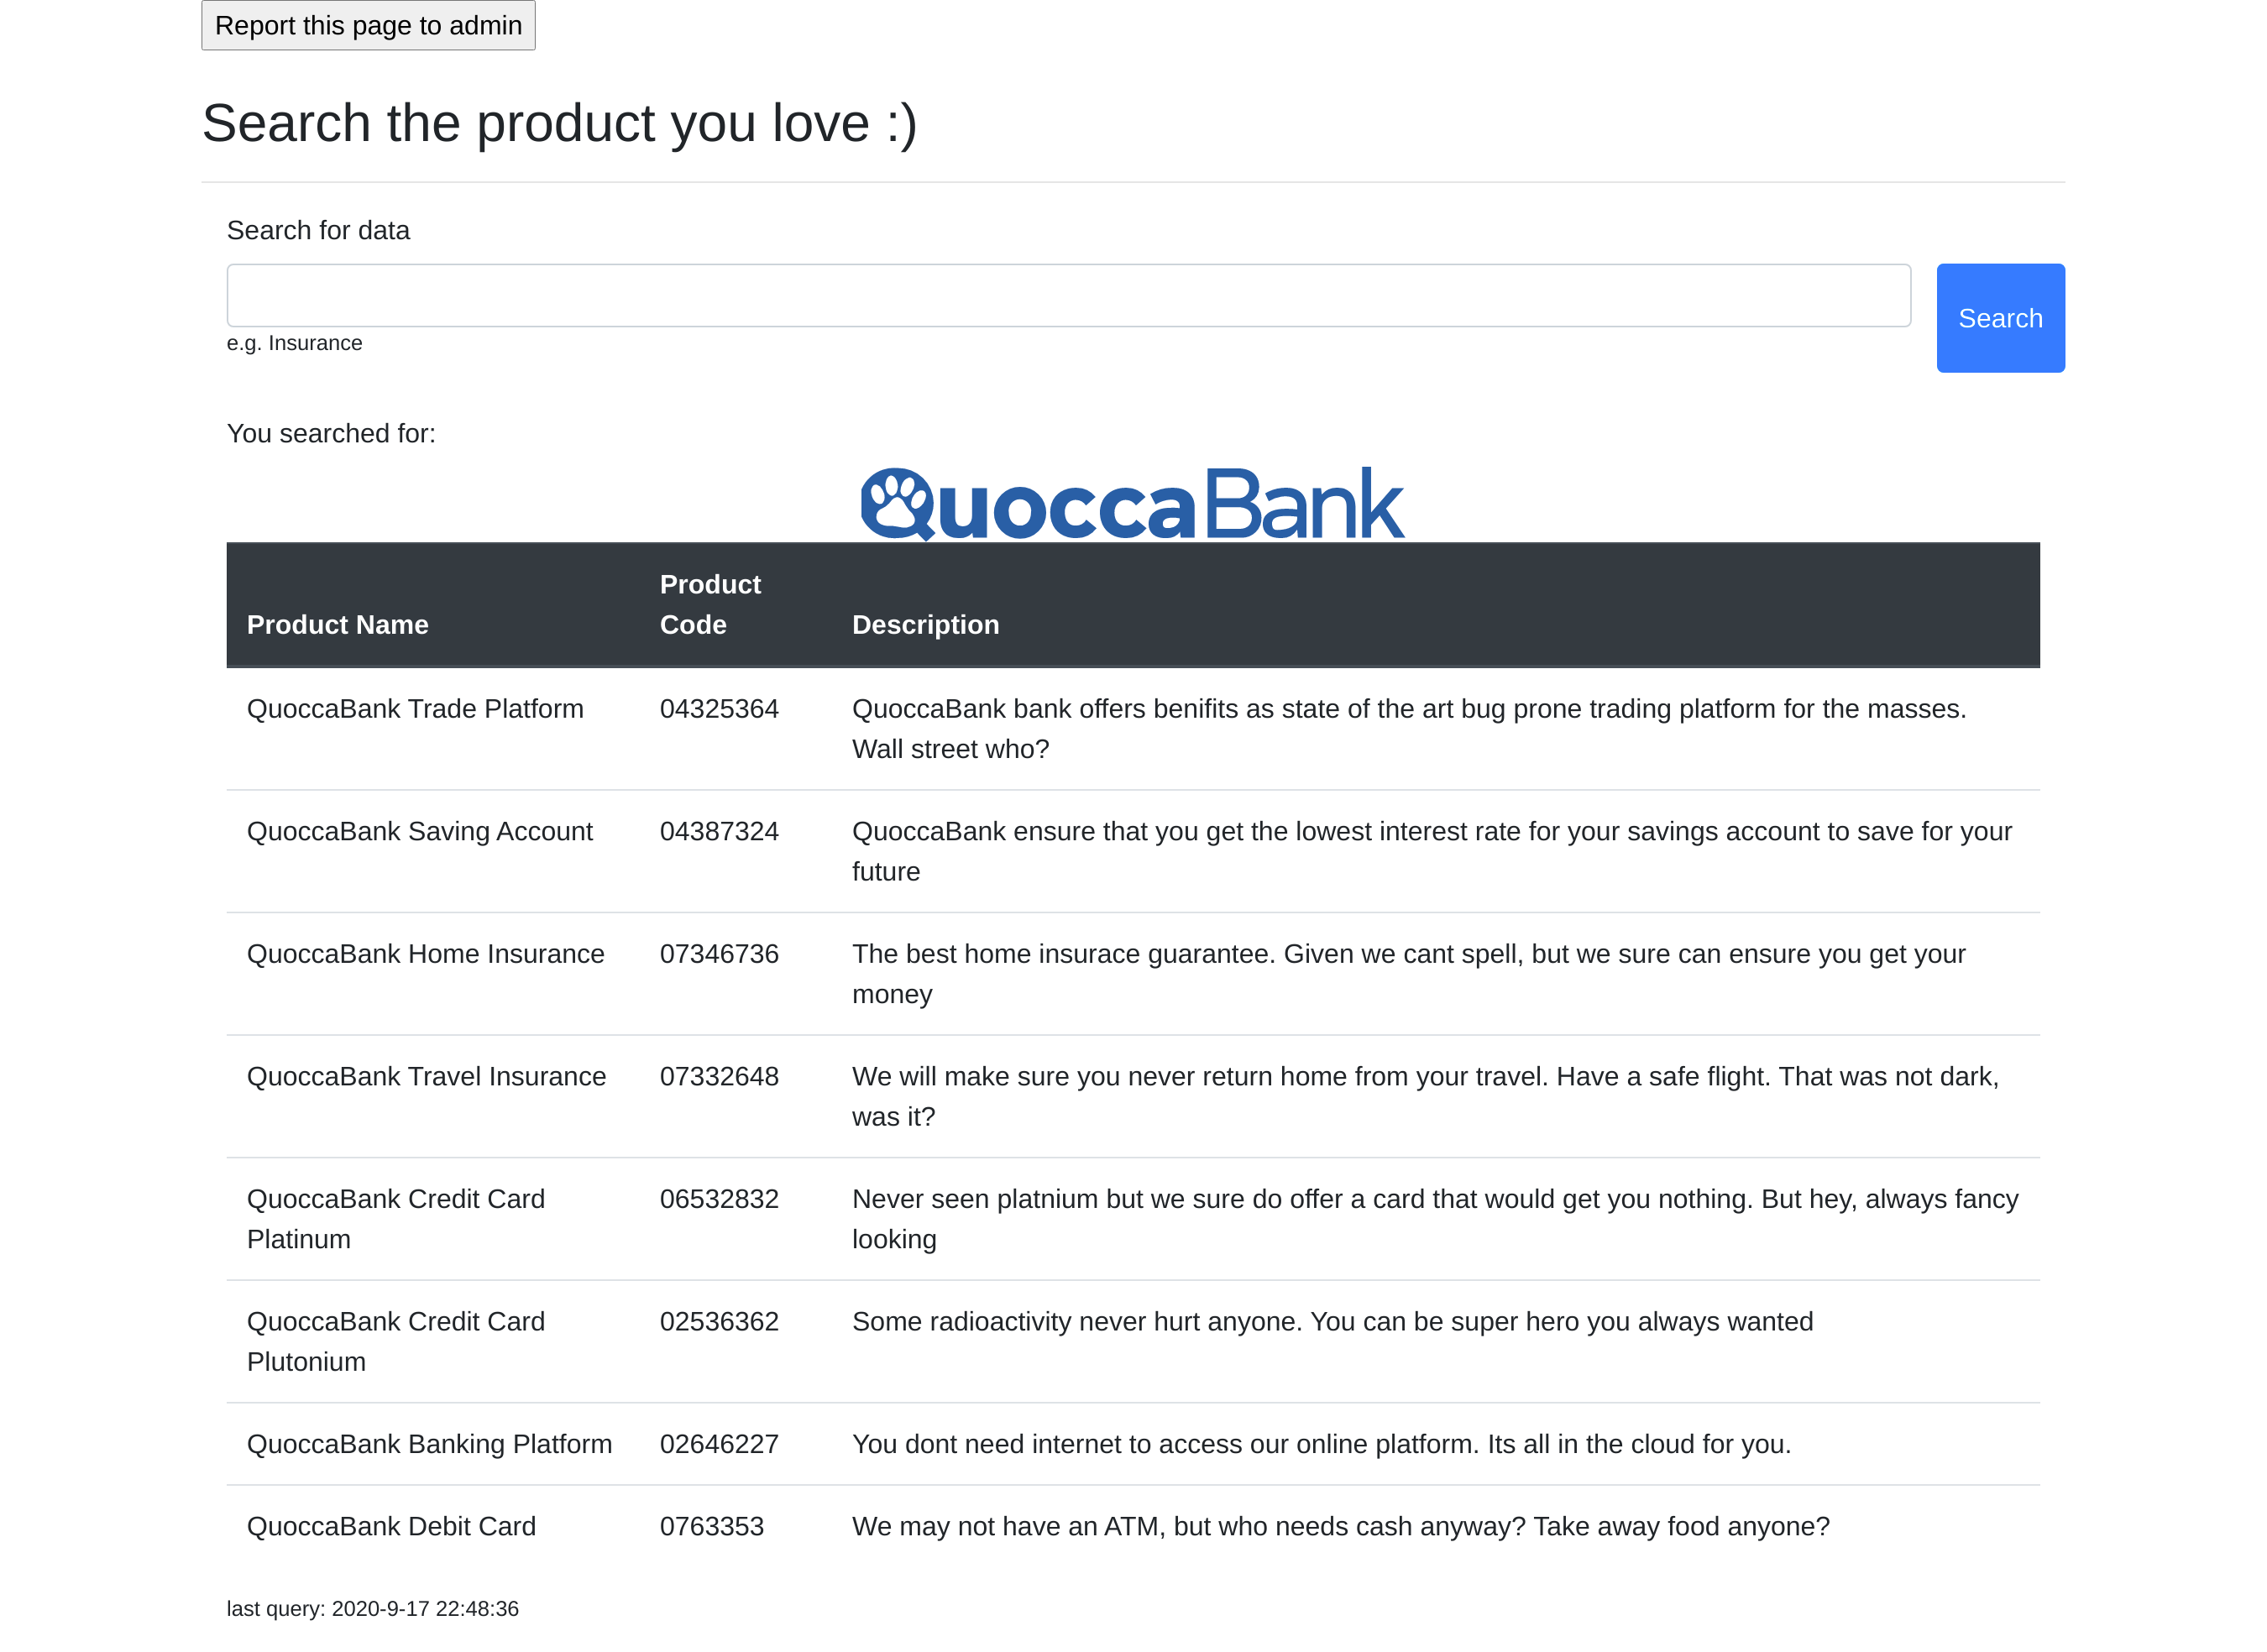 Report this page to admin
Search the product you love :)
Search for data
e.g. Insurance
Search
You searched for:
QuoccaBank
Product Name Product Code Description
QuoccaBank Trade Platform 04325364 QuoccaBank bank offers benifits as state of the art bug prone trading platform for the masses.
Wall street who?
QuoccaBank Saving Account 04387324 QuoccaBank ensure that you get the lowest interest rate for your savings account to save for your
future
QuoccaBank Home Insurance 07346736 The best home insurace guarantee. Given we cant spell, but we sure can ensure you get your
money
QuoccaBank Travel Insurance 07332648 We will make sure you never return home from your travel. Have a safe flight. That was not dark,
was it?
QuoccaBank Credit Card 06532832 Never seen platnium but we sure do offer a card that would get you nothing. But hey, always fancy
Platinum looking
QuoccaBank Credit Card 02536362 Some radioactivity never hurt anyone. You can be super hero you always wanted
Plutonium
QuoccaBank Banking Platform 02646227 You dont need internet to access our online platform. Its all in the cloud for you.
QuoccaBank Debit Card 0763353 We may not have an ATM, but who needs cash anyway? Take away food anyone?
last query: 2020-9-17 22:48:36